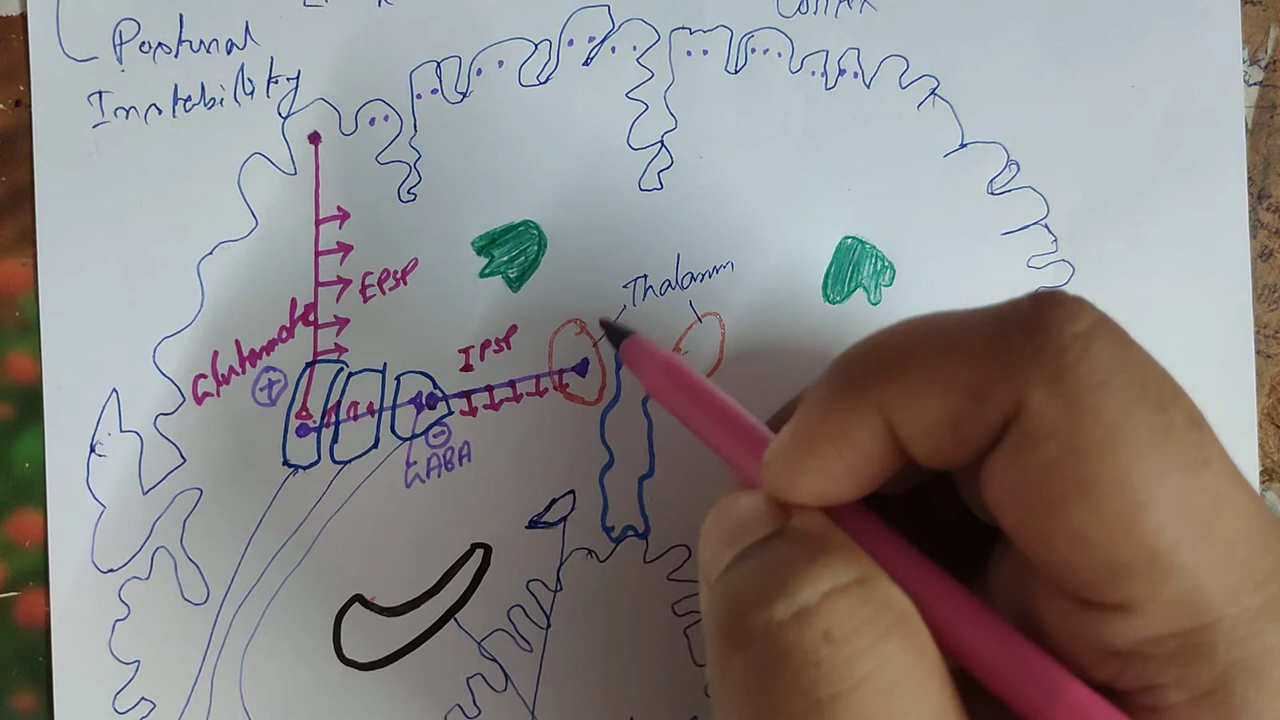 Postural
Instability
EPSP
Glutamate
+
IPSP
Thalamus
−
GABA